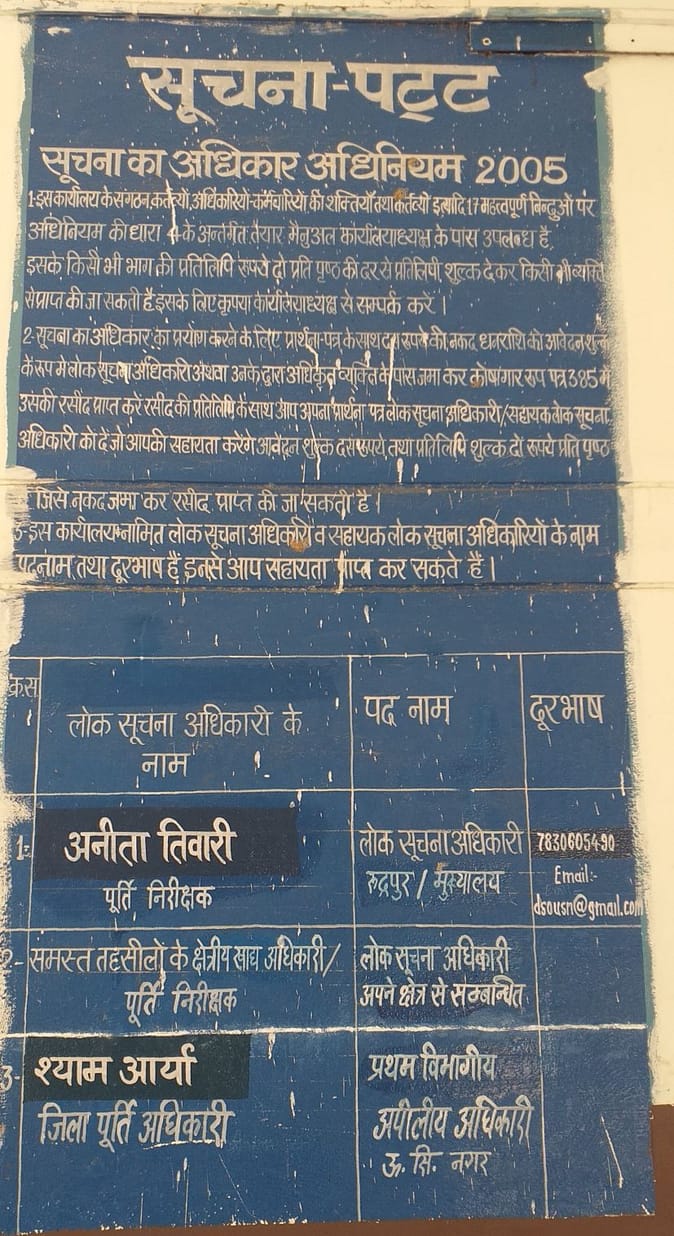 सूचना-पट्ट
सूचना का अधिकार अधिनियम 2005
1-इस कार्यालय के संगठन,कर्तव्यों,अधिकारियों-कर्मचारियों की शक्तियाँ तथा कर्तव्यों इत्यादि 17 महत्त्वपूर्ण बिन्दुओं पर
अधिनियम की धारा 4 के अन्तर्गत तैयार मैनुअल कार्यालयाध्यक्ष के पास उपलब्ध है,
इसके किसी भी भाग की प्रतिलिपि रूपये दो प्रति पृष्ठ की दर से प्रतिलिपी शुल्क देकर किसी भी व्यक्ति
से प्राप्त की जा सकती है इसके लिए कृपया कार्यालयाध्यक्ष से सम्पर्क करें ।
2-सूचना का अधिकार का प्रयोग करने के लिए प्रार्थना-पत्र के साथ दस रूपये की नकद धनराशि की आवेदन शुल्क
के रूप मे लोक सूचना अधिकारी अथवा उनके द्वारा अधिकृत व्यक्ति के पास जमा कर कोषागार रूप पत्र 385 में
उसकी रसीद प्राप्त करें रसीद की प्रतिलिपि के साथ आप अपना प्रार्थना पत्र लोक सूचना अधिकारी/सहायक लोक सूचना
अधिकारी को दें जो आपकी सहायता करेंगे आवेदन शुल्क दस रूपये, तथा प्रतिलिपि शुल्क दो रूपये प्रति पृष्ठ
जिसे नकद जमा कर रसीद प्राप्त की जा सकती है ।
3-इस कार्यालय नामित लोक सूचना अधिकारी व सहायक लोक सूचना अधिकारियों के नाम
पदनाम, तथा दूरभाष हैं, इनसे आप सहायता प्राप्त कर सकते हैं ।
क्रस
लोक सूचना अधिकारी के
नाम
पद नाम
दूरभाष
1- अनीता तिवारी
पूर्ति निरीक्षक
लोक सूचना अधिकारी
रूद्रपुर / मुख्यालय
7830605490
Email:-
dsousn@gmail.com
2- समस्त तहसीलों के क्षेत्रीय खाद्य अधिकारी/
पूर्ति निरीक्षक
लोक सूचना अधिकारी
अपने क्षेत्र से सम्बन्धित
3- श्याम आर्या
जिला पूर्ति अधिकारी
प्रथम विभागीय
अपीलीय अधिकारी
ऊ. सि. नगर